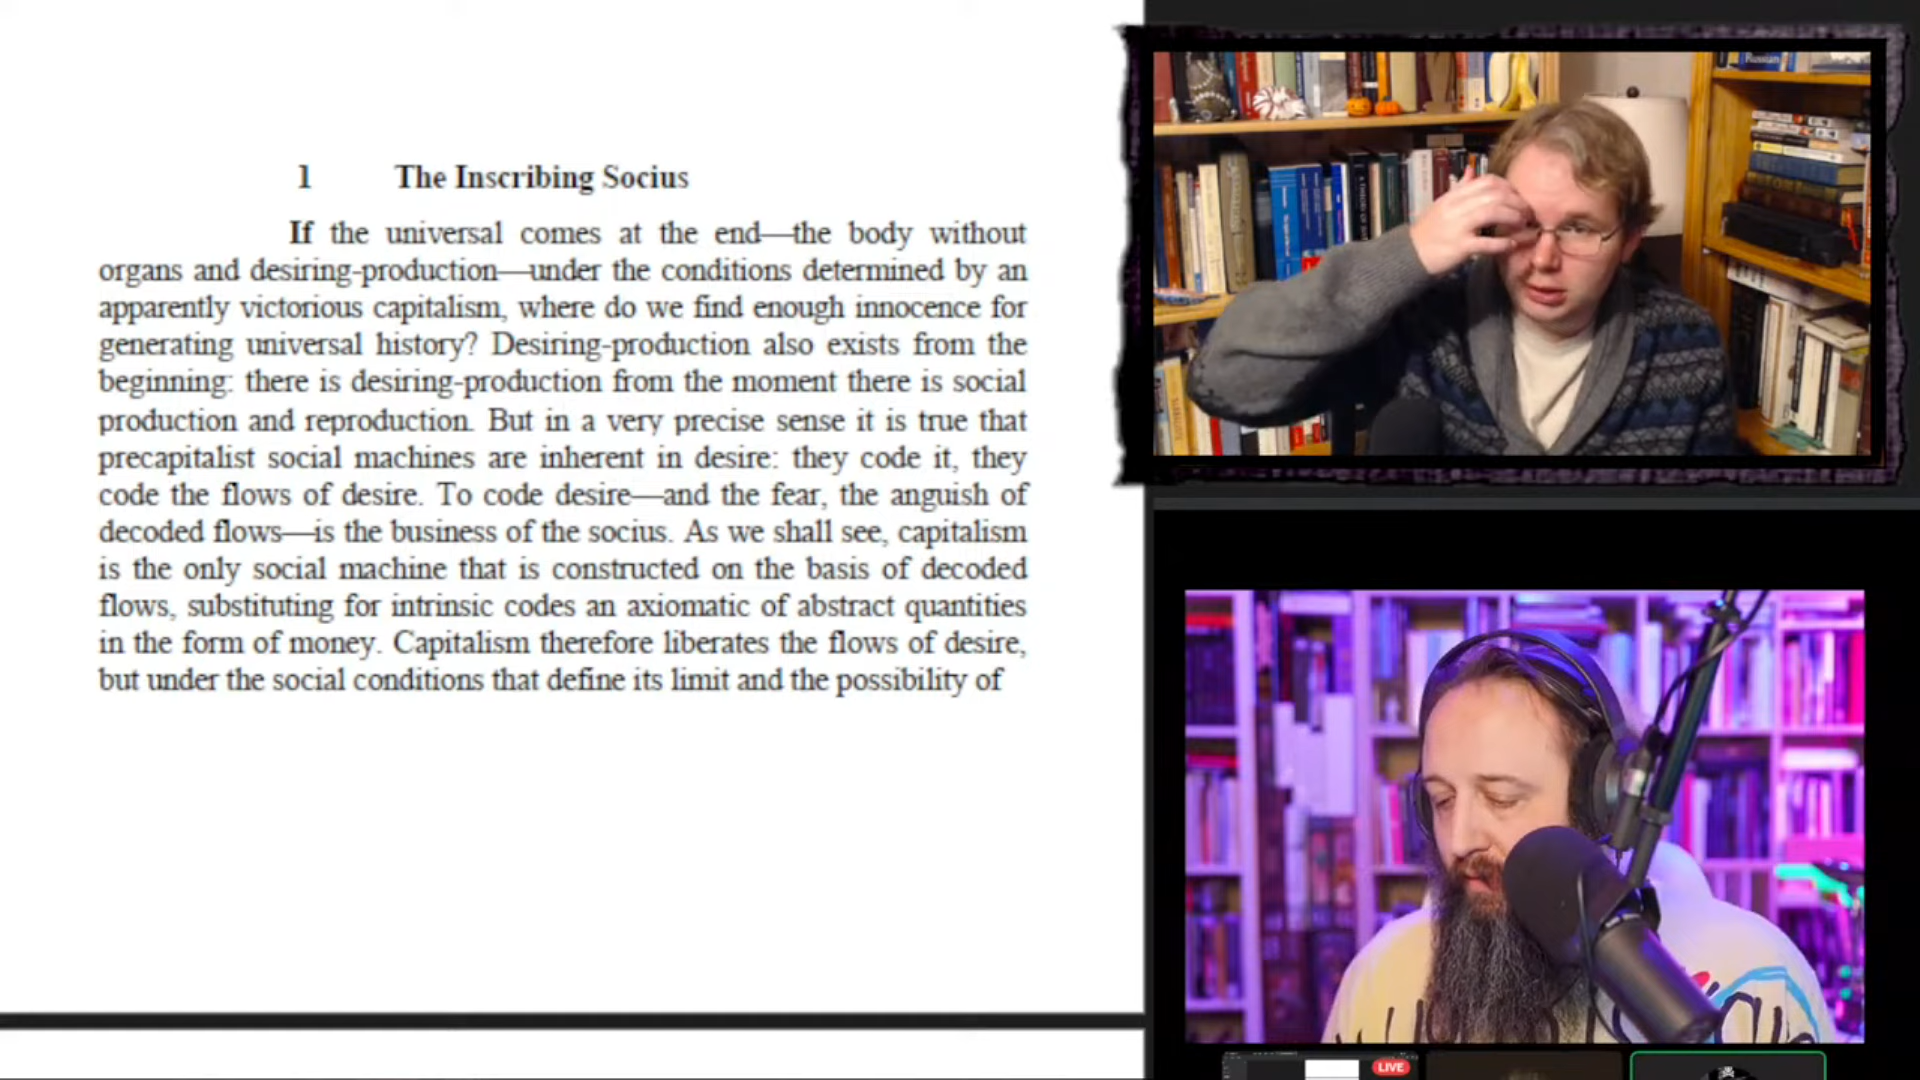 1 The Inscribing Socius
If the universal comes at the end—the body without
organs and desiring-production—under the conditions determined by an
apparently victorious capitalism, where do we find enough innocence for
generating universal history? Desiring-production also exists from the
beginning: there is desiring-production from the moment there is social
production and reproduction. But in a very precise sense it is true that
precapitalist social machines are inherent in desire: they code it, they
code the flows of desire. To code desire—and the fear, the anguish of
decoded flows—is the business of the socius. As we shall see, capitalism
is the only social machine that is constructed on the basis of decoded
flows, substituting for intrinsic codes an axiomatic of abstract quantities
in the form of money. Capitalism therefore liberates the flows of desire,
but under the social conditions that define its limit and the possibility of
Russian
LIVE